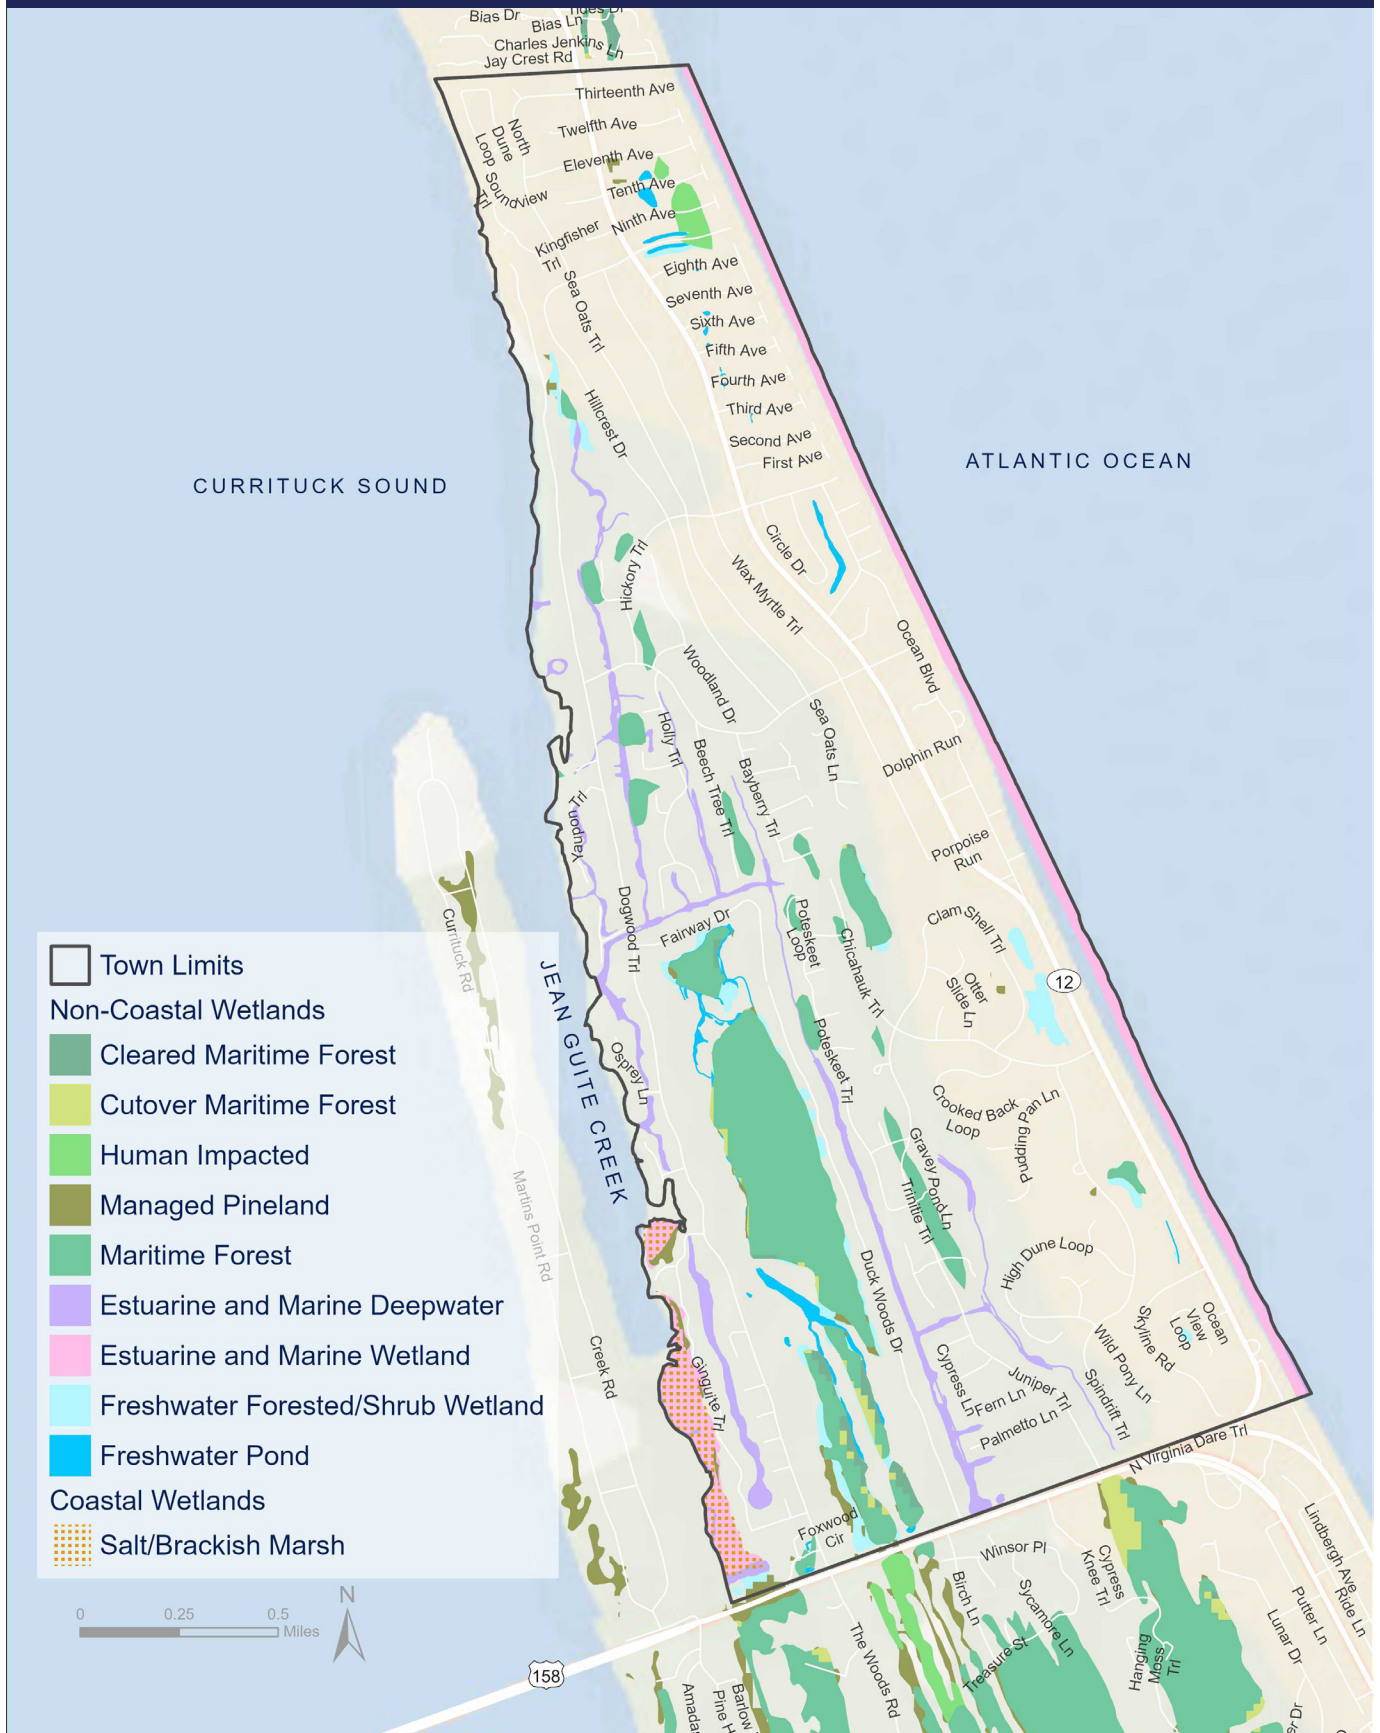 Bias Dr
Bias Ln
Tides Dr
Charles Jenkins Ln
Jay Crest Rd
Thirteenth Ave
Twelfth Ave
North
Dune
Loop
Eleventh Ave
Soundview
Trl
Tenth Ave
Ninth Ave
Kingfisher
Trl
Eighth Ave
Sea Oats Trl
Seventh Ave
Sixth Ave
Fifth Ave
Fourth Ave
Third Ave
Hillcrest Dr
Second Ave
First Ave
ATLANTIC OCEAN
CURRITUCK SOUND
Circle Dr
Hickory Trl
Wax Myrtle Trl
Ocean Blvd
Woodland Dr
Sea Oats Ln
Holly Trl
Beech Tree Trl
Bayberry Trl
Dolphin Run
Yaupon Trl
Porpoise
Run
Dogwood Trl
Fairway Dr
Poteskeet
Loop
Chicahauk Trl
Clam Shell Trl
12
Otter
Slide Ln
Currituck Rd
JEAN GUITE CREEK
Osprey Ln
Poteskeet Trl
Crooked Back
Loop
Pudding Pan Ln
Gravey Pond Ln
Trinitie Trl
Martins Point Rd
High Dune Loop
Duck Woods Dr
Ocean
View
Loop
Skyline Rd
Wild Pony Ln
Creek Rd
Ginguite Trl
Cypress Ln
Juniper Trl
Fern Ln
Spindrift Trl
Palmetto Ln
N Virginia Dare Trl
Foxwood
Cir
Winsor Pl
Cypress
Knee Trl
Lindbergh Ave
Ride Ln
Birch Ln
Sycamore Ln
Putter Ln
Lunar Dr
The Woods Rd
Treasure St
Hanging
Moss
Trl
158
Barlow
Pine H
Amadas
er Dr
Town Limits
Non-Coastal Wetlands
Cleared Maritime Forest
Cutover Maritime Forest
Human Impacted
Managed Pineland
Maritime Forest
Estuarine and Marine Deepwater
Estuarine and Marine Wetland
Freshwater Forested/Shrub Wetland
Freshwater Pond
Coastal Wetlands
Salt/Brackish Marsh
N
0 0.25 0.5
Miles